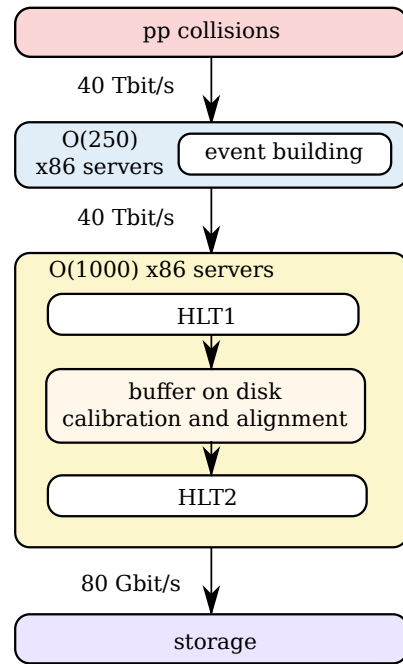 pp collisions
40 Tbit/s
O(250)
x86 servers
event building
40 Tbit/s
O(1000) x86 servers
HLT1
buffer on disk
calibration and alignment
HLT2
80 Gbit/s
storage